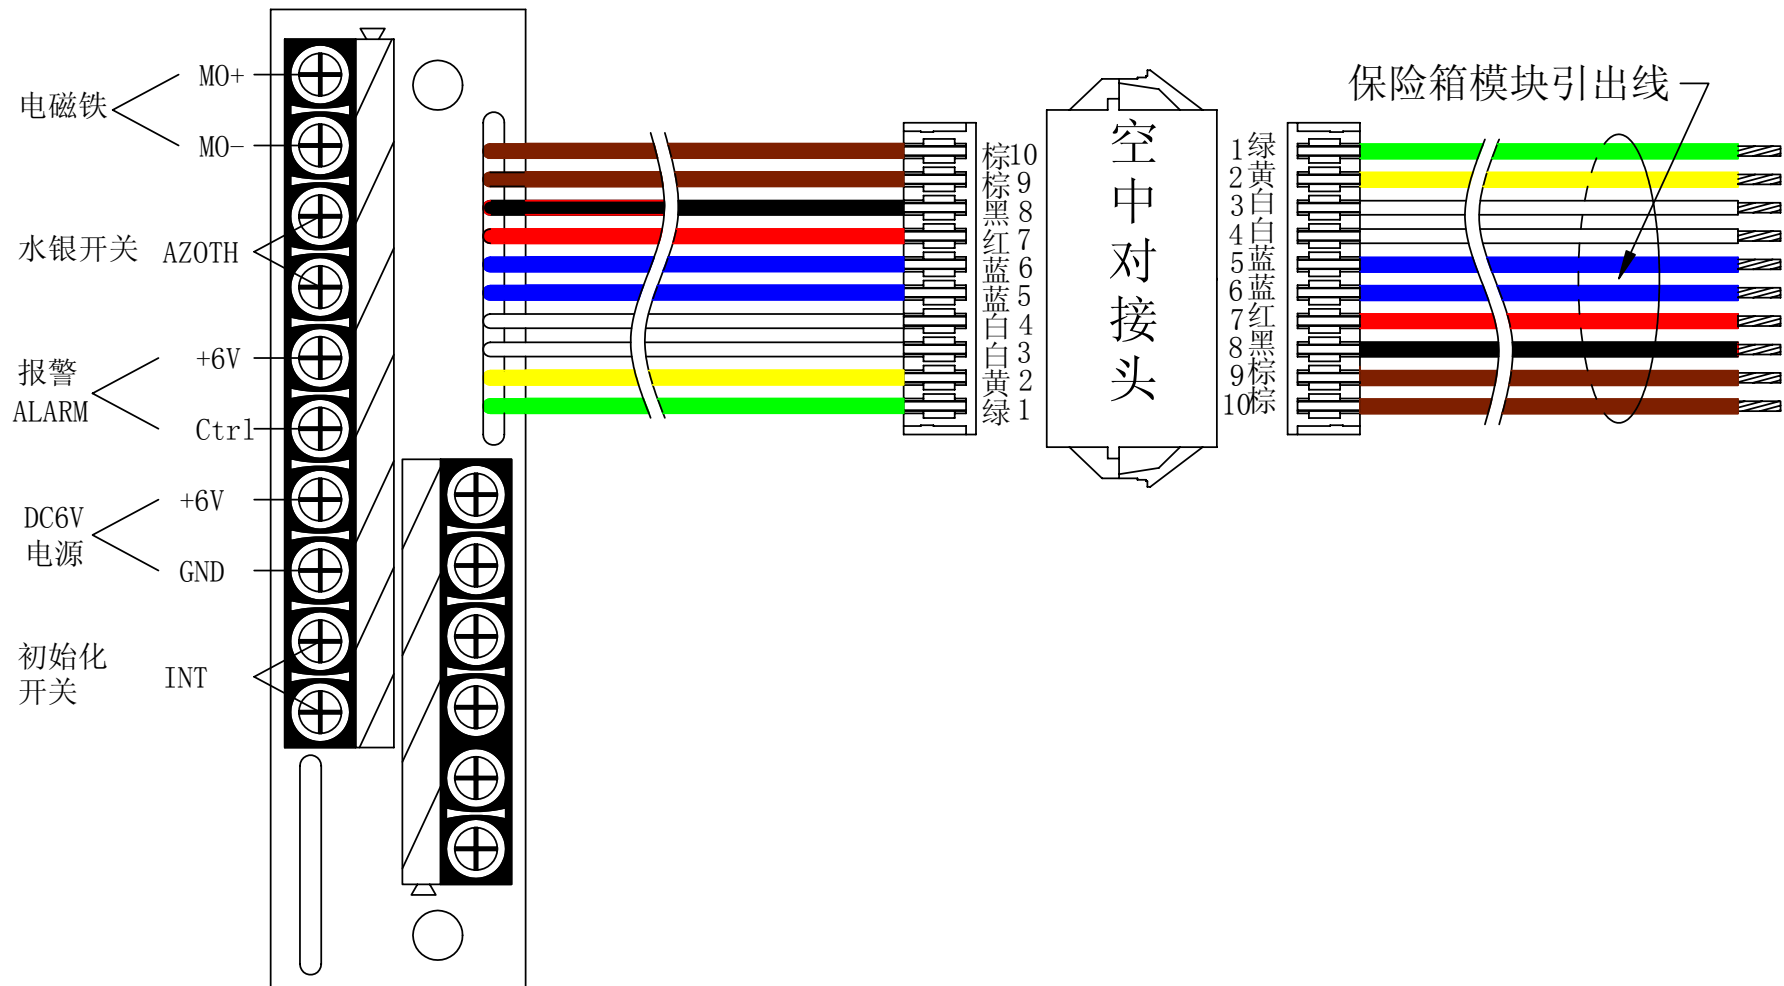 电磁铁
MO+
MO-
水银开关 AZOTH
报警
ALARM
+6V
Ctrl
DC6V
电源
+6V
GND
初始化
开关
INT
棕10
棕9
黑8
红7
蓝6
蓝5
白4
白3
黄2
绿1
空中对接头
1绿
2黄
3白
4白
5蓝
6蓝
7红
8黑
9棕
10棕
保险箱模块引出线